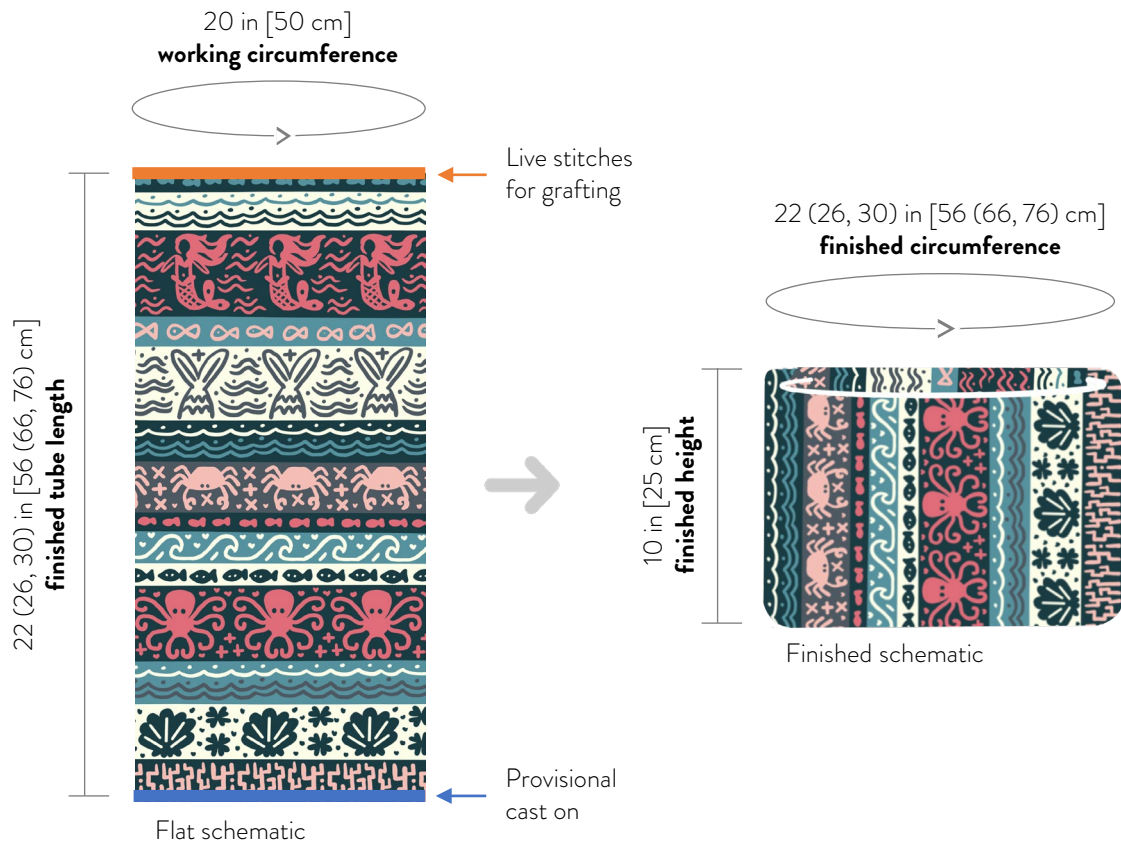 20 in [50 cm]
working circumference
Live stitches
for grafting
22 (26, 30) in [56 (66, 76) cm]
finished tube length
Provisional
cast on
Flat schematic
22 (26, 30) in [56 (66, 76) cm]
finished circumference
10 in [25 cm]
finished height
Finished schematic